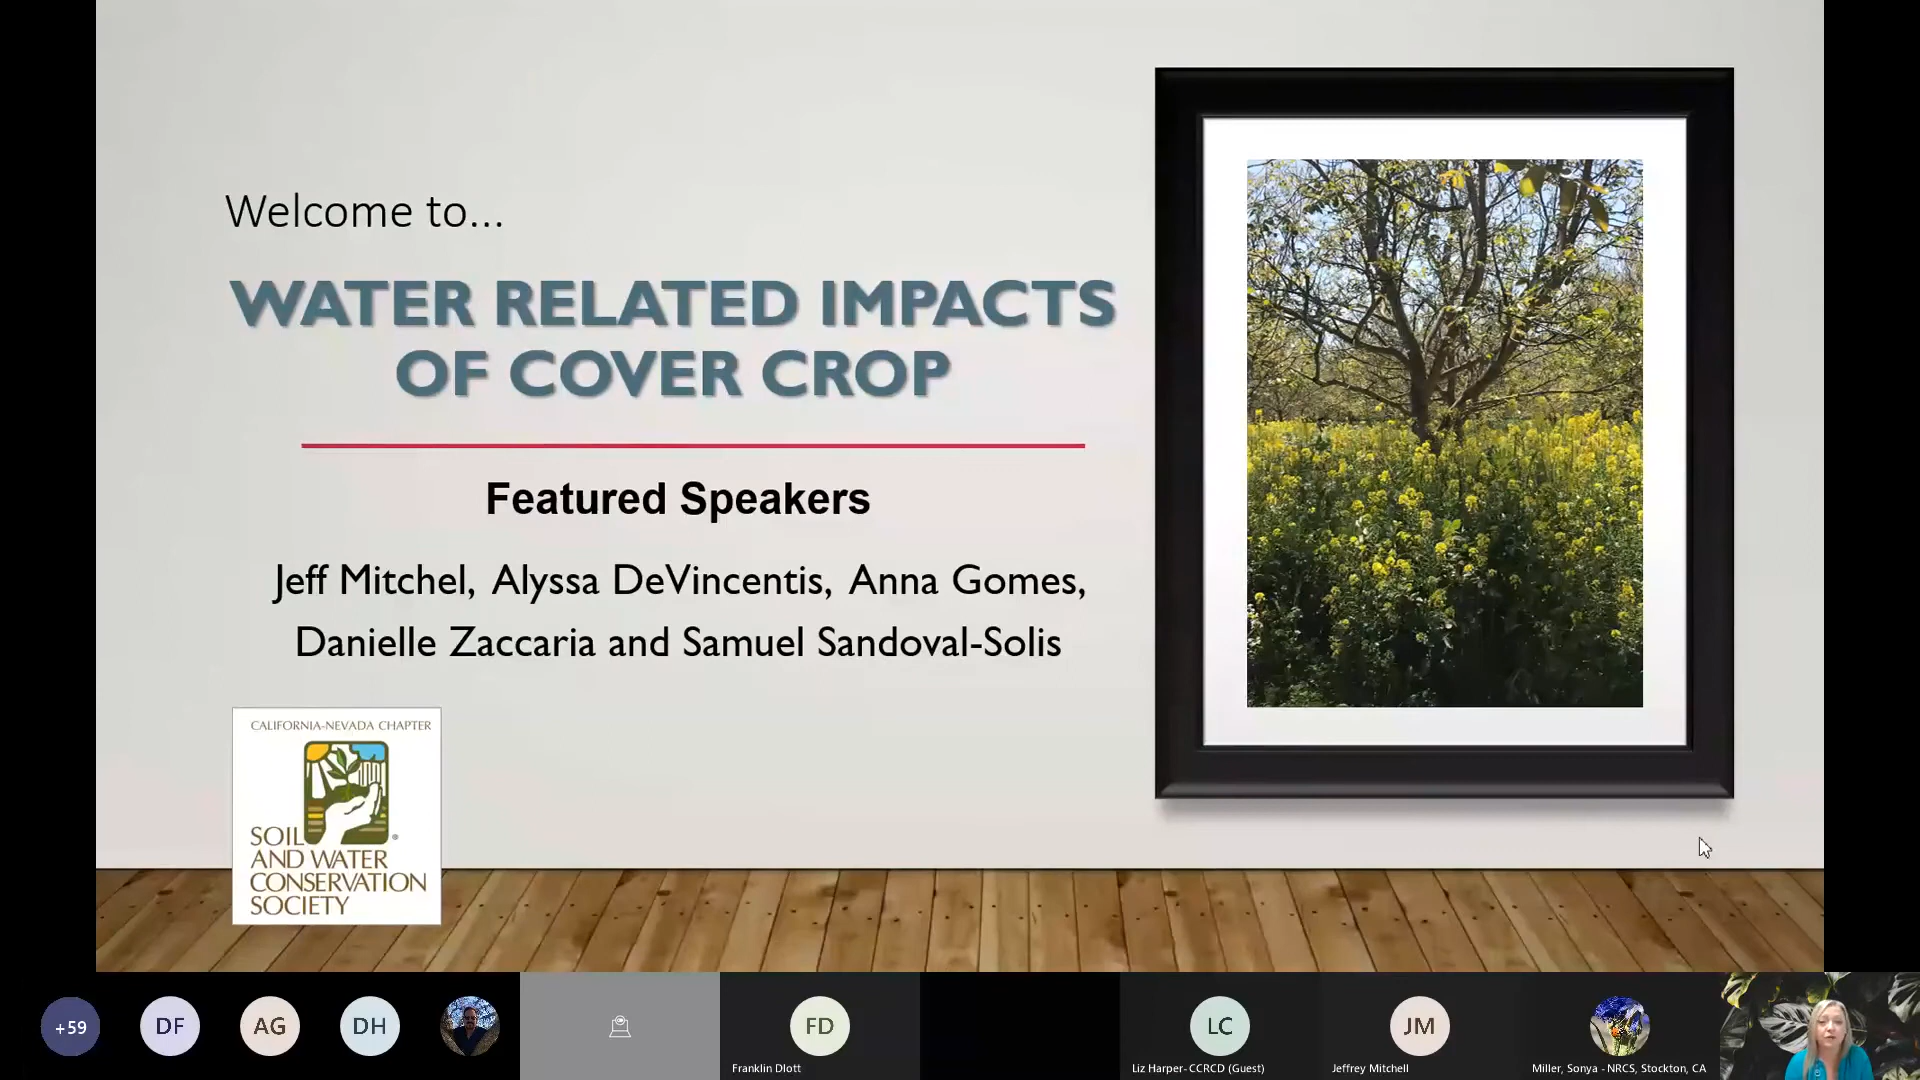 Welcome to...
WATER RELATED IMPACTS
OF COVER CROP
Featured Speakers
Jeff Mitchel, Alyssa DeVincentis, Anna Gomes,
Danielle Zaccaria and Samuel Sandoval-Solis
CALIFORNIA-NEVADA CHAPTER
SOIL
AND WATER
CONSERVATION
SOCIETY
®
+59
DF
AG
DH
FD
LC
JM
Franklin Dlott
Liz Harper- CCRCD (Guest)
Jeffrey Mitchell
Miller, Sonya - NRCS, Stockton, CA